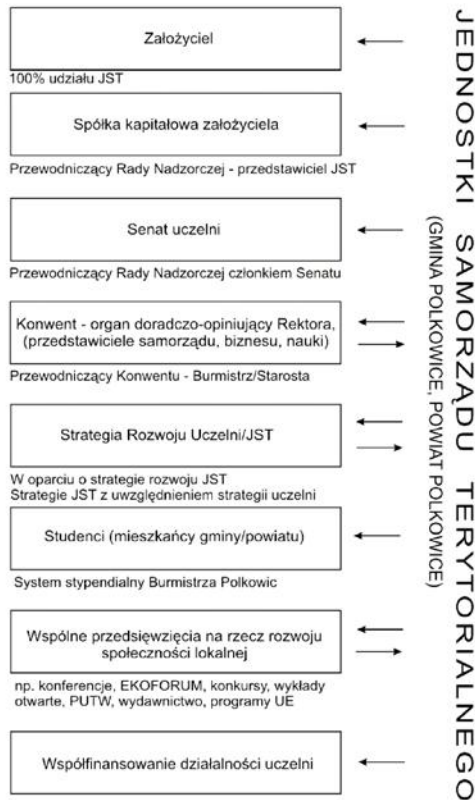 Założyciel
100% udziału JST
Spółka kapitałowa założyciela
Przewodniczący Rady Nadzorczej - przedstawiciel JST
Senat uczelni
Przewodniczący Rady Nadzorczej członkiem Senatu
Konwent - organ doradczo-opiniujący Rektora,
(przedstawiciele samorządu, biznesu, nauki)
Przewodniczący Konwentu - Burmistrz/Starosta
Strategia Rozwoju Uczelni/JST
W oparciu o strategie rozwoju JST
Strategie JST z uwzględnieniem strategii uczelni
Studenci (mieszkańcy gminy/powiatu)
System stypendialny Burmistrza Polkowic
Wspólne przedsięwzięcia na rzecz rozwoju
społeczności lokalnej
np. konferencje, EKOFORUM, konkursy, wykłady
otwarte, PUTW, wydawnictwo, programy UE
Współfinansowanie działalności uczelni
JEDNOSTKI SAMORZĄDU TERYTORIALNEGO
(GMINA POLKOWICE, POWIAT POLKOWICE)